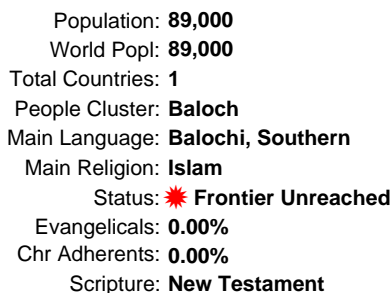 Population: 89,000
World Popl: 89,000
Total Countries: 1
People Cluster: Baloch
Main Language: Balochi, Southern
Main Religion: Islam
Status: Frontier Unreached
Evangelicals: 0.00%
Chr Adherents: 0.00%
Scripture: New Testament